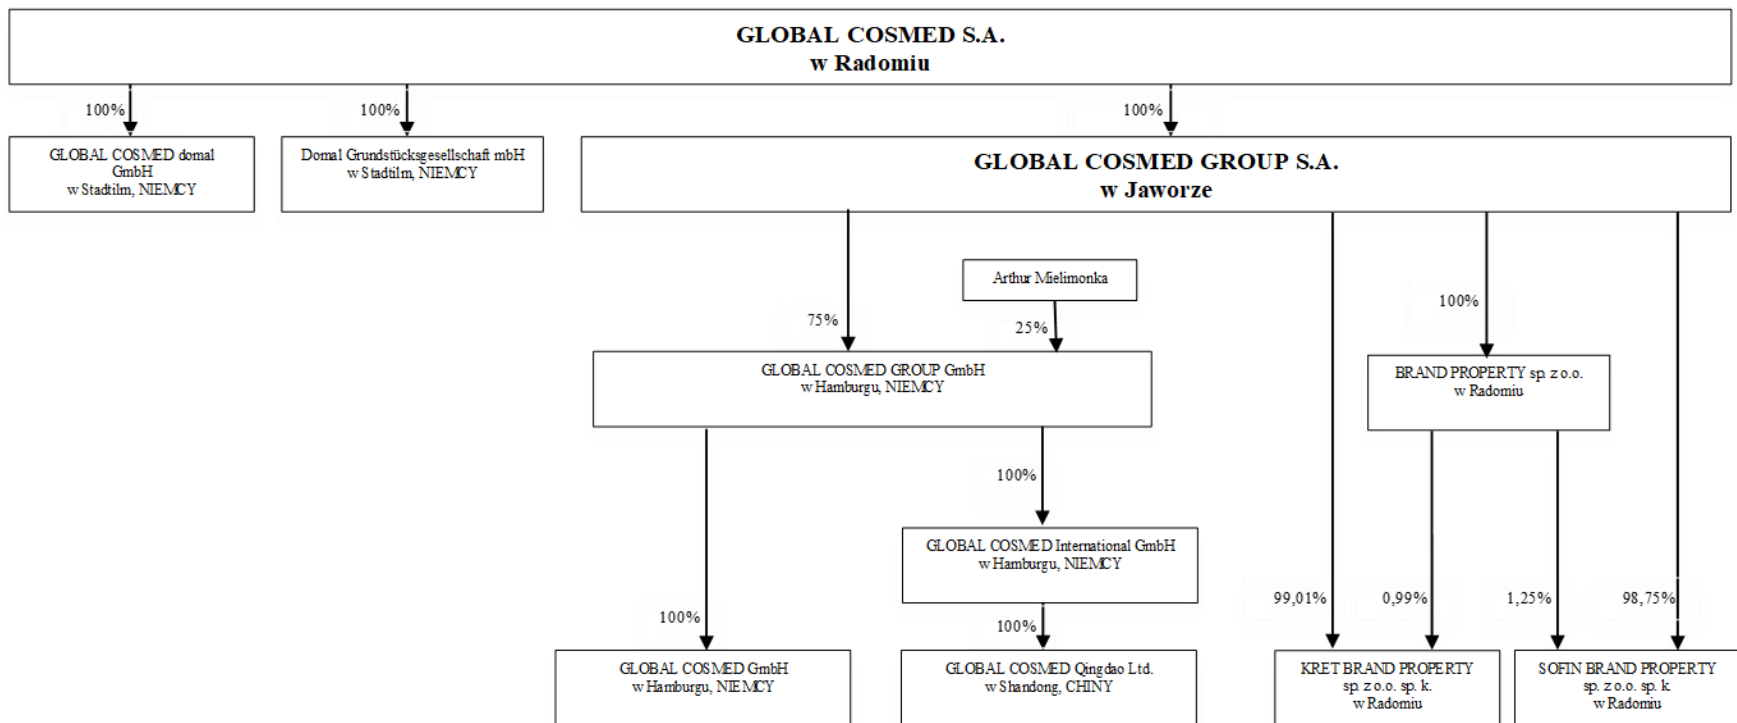 GLOBAL COSMED S.A.
w Radomiu
100%
100%
100%
GLOBAL COSMED domal
GmbH
w Stadtilm, NIEMCY
Domal Grundstücksgesellschaft mbH
w Stadtilm, NIEMCY
GLOBAL COSMED GROUP S.A.
w Jaworze
Arthur Mielimonka
75%
25%
100%
GLOBAL COSMED GROUP GmbH
w Hamburgu, NIEMCY
BRAND PROPERTY sp. z o.o.
w Radomiu
100%
GLOBAL COSMED International GmbH
w Hamburgu, NIEMCY
100%
100%
99,01%
0,99%
1,25%
98,75%
GLOBAL COSMED GmbH
w Hamburgu, NIEMCY
GLOBAL COSMED Qingdao Ltd.
w Shandong, CHINY
KRET BRAND PROPERTY
sp. z o.o. sp. k.
w Radomiu
SOFIN BRAND PROPERTY
sp. z o.o. sp. k.
w Radomiu